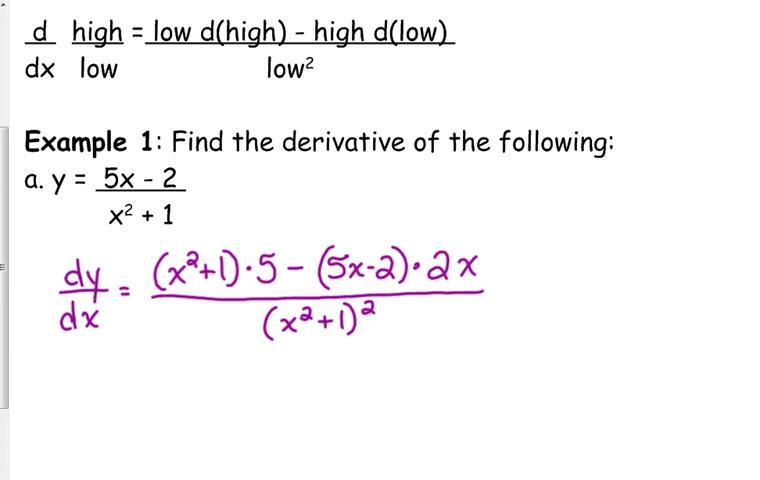 d high = low d(high) - high d(low)
dx low low²
Example 1: Find the derivative of the following:
a. y = 5x - 2
x² + 1
dy/dx = (x²+1)·5 - (5x-2)·2x
(x²+1)²